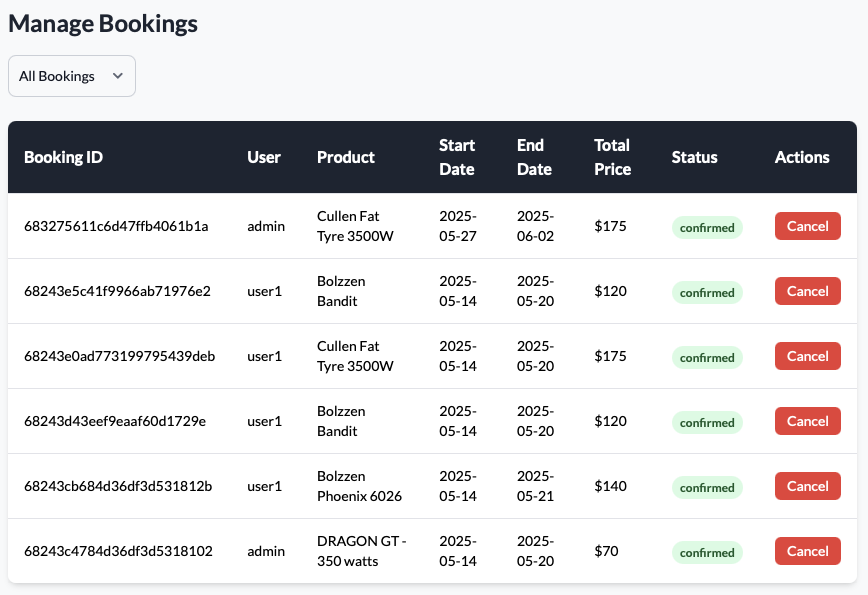 Manage Bookings
All Bookings
Booking ID User Product Start Date End Date Total Price Status Actions
683275611c6d47ffb4061b1a admin Cullen Fat Tyre 3500W 2025-05-27 2025-06-02 $175 confirmed Cancel
68243e5c41f9966ab71976e2 user1 Bolzzen Bandit 2025-05-14 2025-05-20 $120 confirmed Cancel
68243e0ad773199795439deb user1 Cullen Fat Tyre 3500W 2025-05-14 2025-05-20 $175 confirmed Cancel
68243d43eef9eaaf60d1729e user1 Bolzzen Bandit 2025-05-14 2025-05-20 $120 confirmed Cancel
68243cb684d36df3d531812b user1 Bolzzen Phoenix 6026 2025-05-14 2025-05-21 $140 confirmed Cancel
68243c4784d36df3d5318102 admin DRAGON GT - 350 watts 2025-05-14 2025-05-20 $70 confirmed Cancel